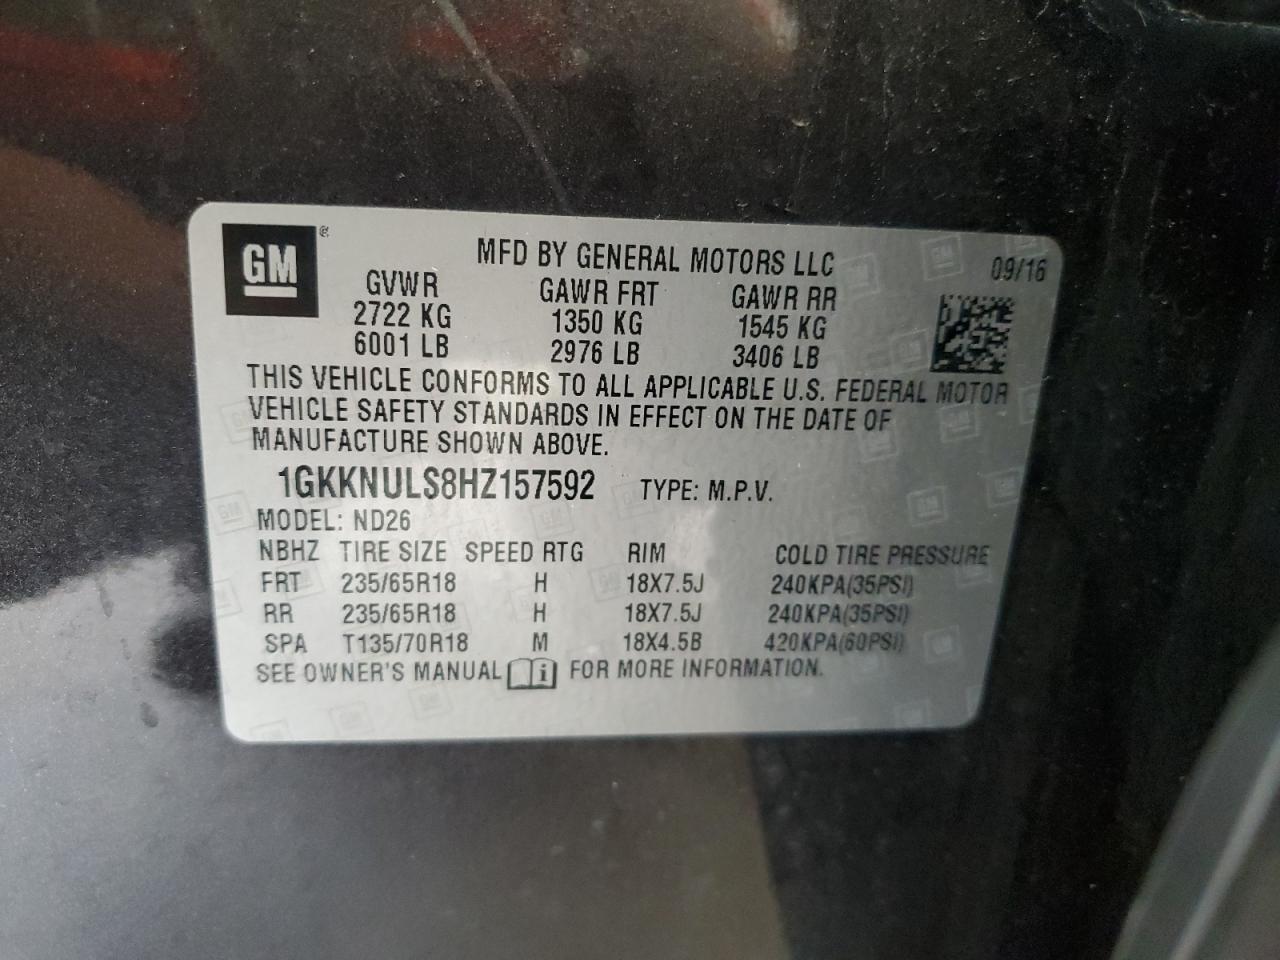 GM ®
MFD BY GENERAL MOTORS LLC
09/16
GVWR GAWR FRT GAWR RR
2722 KG 1350 KG 1545 KG
6001 LB 2976 LB 3406 LB
THIS VEHICLE CONFORMS TO ALL APPLICABLE U.S. FEDERAL MOTOR
VEHICLE SAFETY STANDARDS IN EFFECT ON THE DATE OF
MANUFACTURE SHOWN ABOVE.
1GKKNULS8HZ157592 TYPE: M.P.V.
MODEL: ND26
NBHZ TIRE SIZE SPEED RTG RIM COLD TIRE PRESSURE
FRT 235/65R18 H 18X7.5J 240KPA(35PSI)
RR 235/65R18 H 18X7.5J 240KPA(35PSI)
SPA T135/70R18 M 18X4.5B 420KPA(60PSI)
SEE OWNER'S MANUAL i FOR MORE INFORMATION.